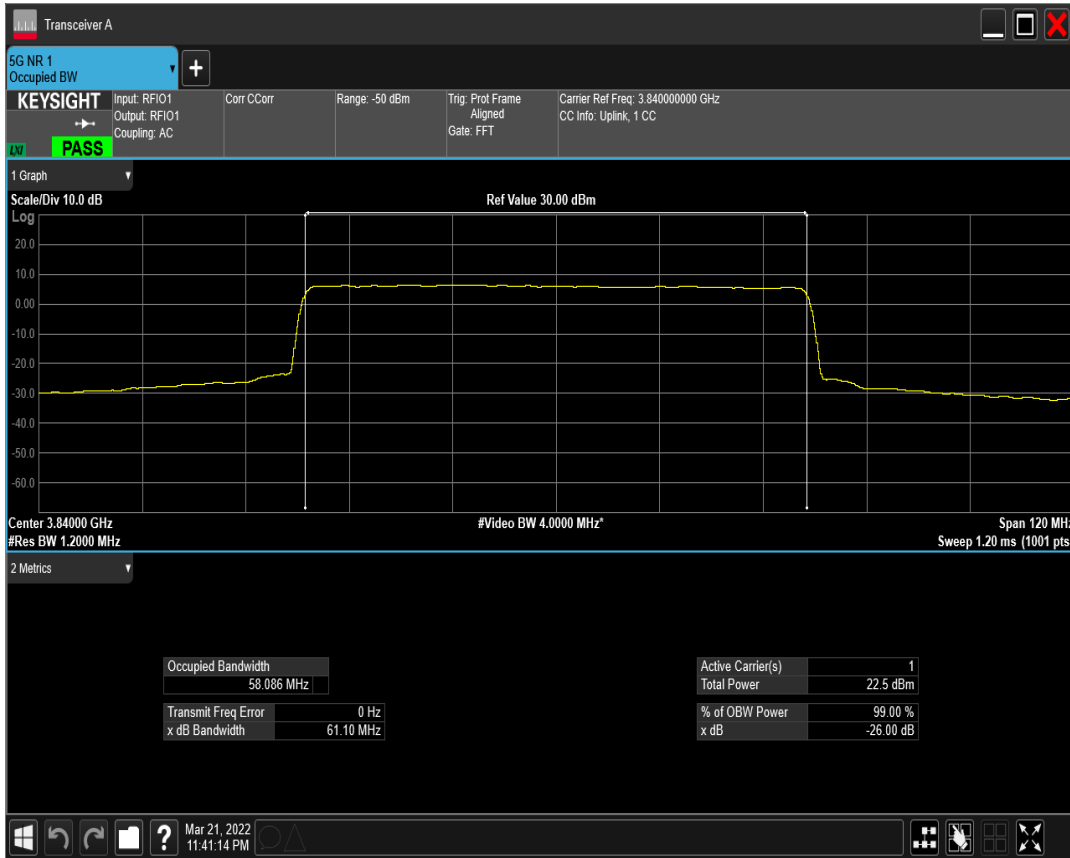 Transceiver A
5G NR 1
Occupied BW
+
KEYSIGHT
Input: RFIO1
Output: RFIO1
Coupling: AC
Corr CCorr
Range: -50 dBm
Trig: Prot Frame
Aligned
Gate: FFT
Carrier Ref Freq: 3.840000000 GHz
CC Info: Uplink, 1 CC
LXI
PASS
1 Graph
Scale/Div 10.0 dB
Ref Value 30.00 dBm
Log
20.0
10.0
0.00
-10.0
-20.0
-30.0
-40.0
-50.0
-60.0
Center 3.84000 GHz
#Video BW 4.0000 MHz*
Span 120 MHz
#Res BW 1.2000 MHz
Sweep 1.20 ms (1001 pts
2 Metrics
Occupied Bandwidth
58.086 MHz
Transmit Freq Error 0 Hz
x dB Bandwidth 61.10 MHz
Active Carrier(s) 1
Total Power 22.5 dBm
% of OBW Power 99.00 %
x dB -26.00 dB
?
Mar 21, 2022
11:41:14 PM